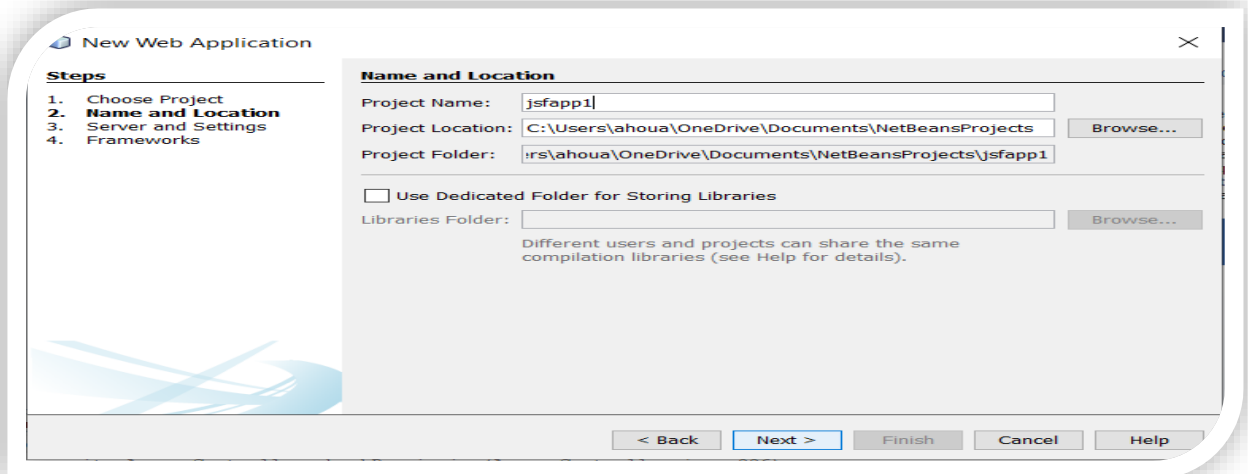 New Web Application
Steps
1. Choose Project
2. Name and Location
3. Server and Settings
4. Frameworks
Name and Location
Project Name: jsfapp1
Project Location: C:\Users\ahoua\OneDrive\Documents\NetBeansProjects Browse...
Project Folder: ers\ahoua\OneDrive\Documents\NetBeansProjects\jsfapp1
Use Dedicated Folder for Storing Libraries
Libraries Folder: Browse...
Different users and projects can share the same
compilation libraries (see Help for details).
< Back Next > Finish Cancel Help